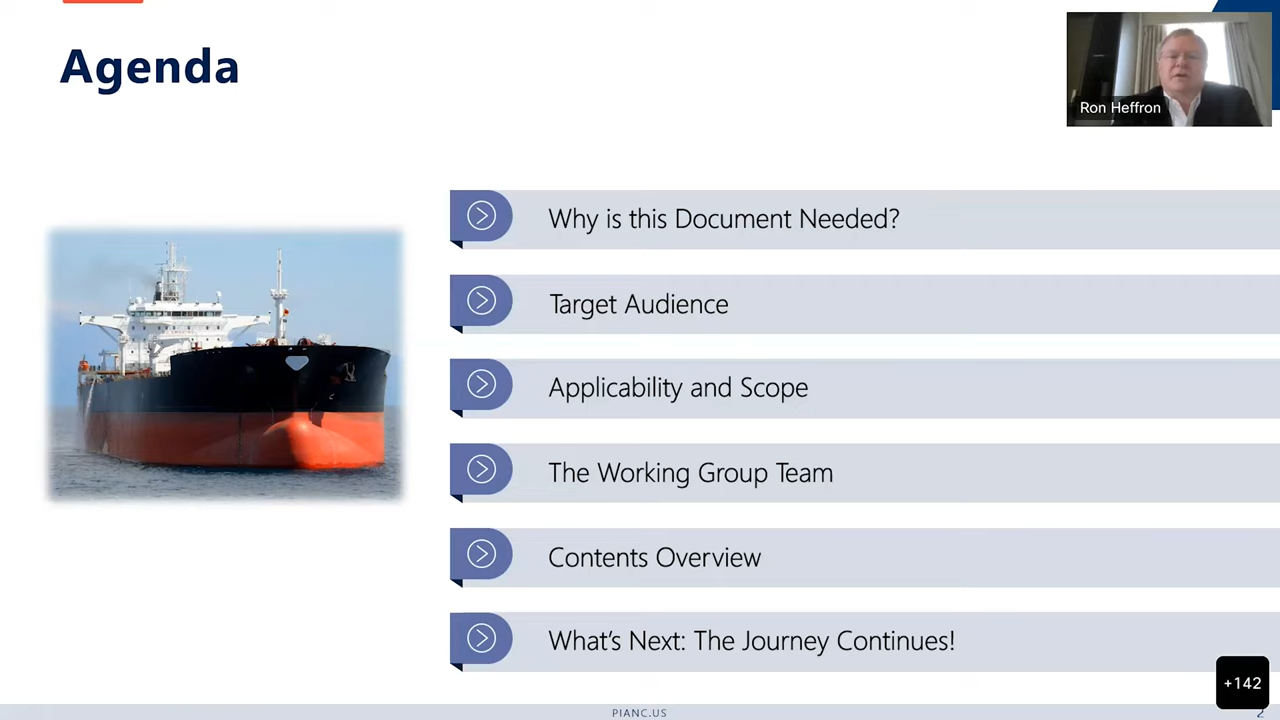 Agenda
Ron Heffron
Why is this Document Needed?
Target Audience
Applicability and Scope
The Working Group Team
Contents Overview
What's Next: The Journey Continues!
+142
PIANC.US
2